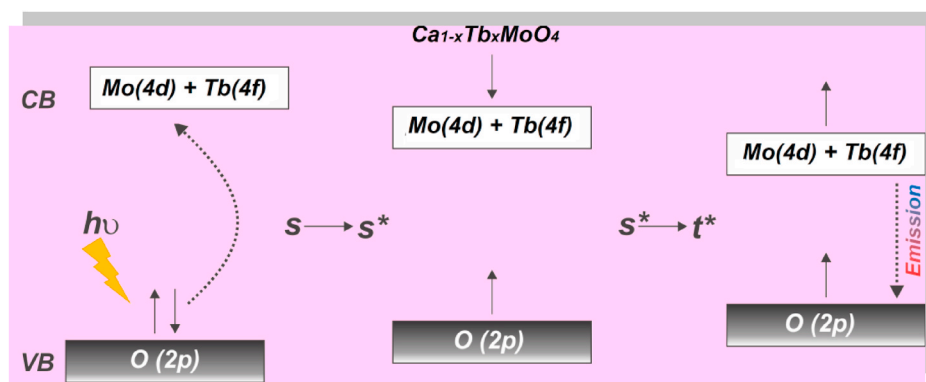 Ca1-xTbxMoO4
CB
Mo(4d) + Tb(4f)
Mo(4d) + Tb(4f)
Mo(4d) + Tb(4f)
hυ
s → s*
s* → t*
Emission
VB
O (2p)
O (2p)
O (2p)